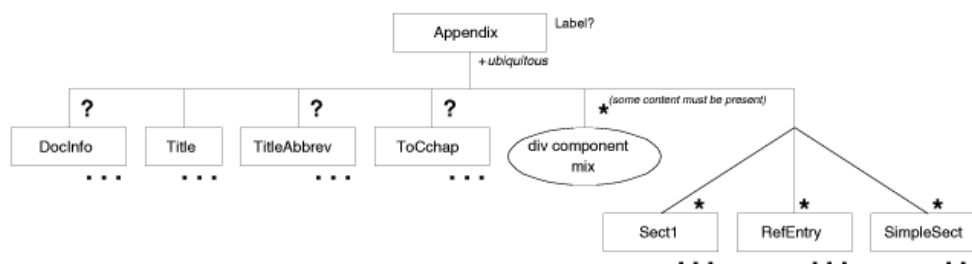 Appendix
Label?
+ubiquitous
?
?
?
*
(some content must be present)
DocInfo
Title
TitleAbbrev
ToCchap
div component
mix
. . .
. . .
. . .
. . .
*
*
*
Sect1
RefEntry
SimpleSect
. . .
. . .
. . .